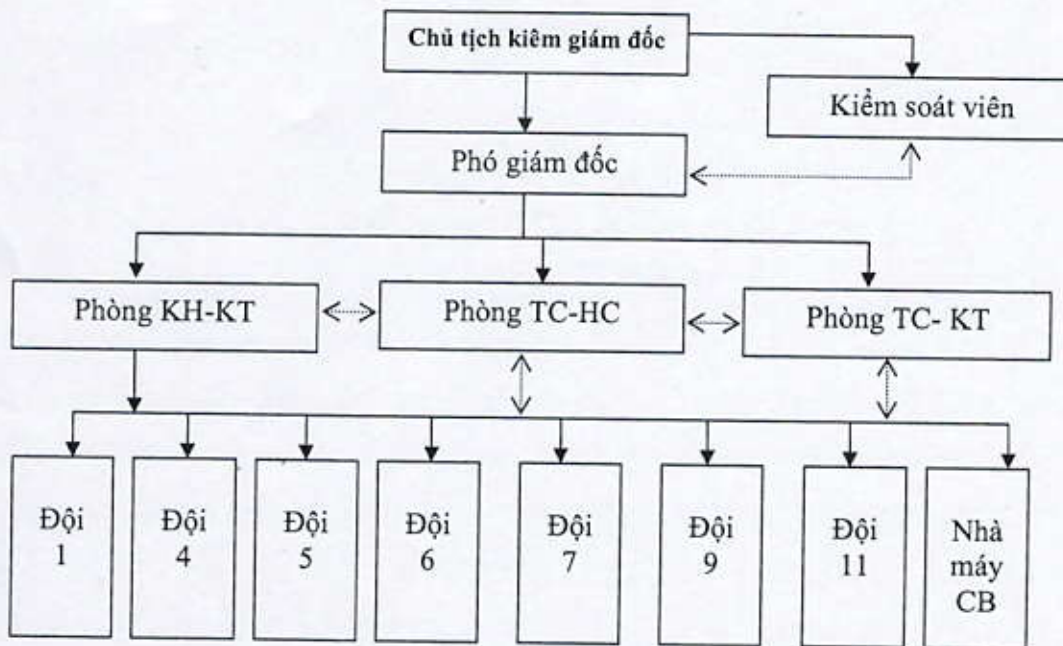 Chủ tịch kiêm giám đốc
Kiểm soát viên
Phó giám đốc
Phòng KH-KT
Phòng TC-HC
Phòng TC- KT
Đội
1
Đội
4
Đội
5
Đội
6
Đội
7
Đội
9
Đội
11
Nhà
máy
CB